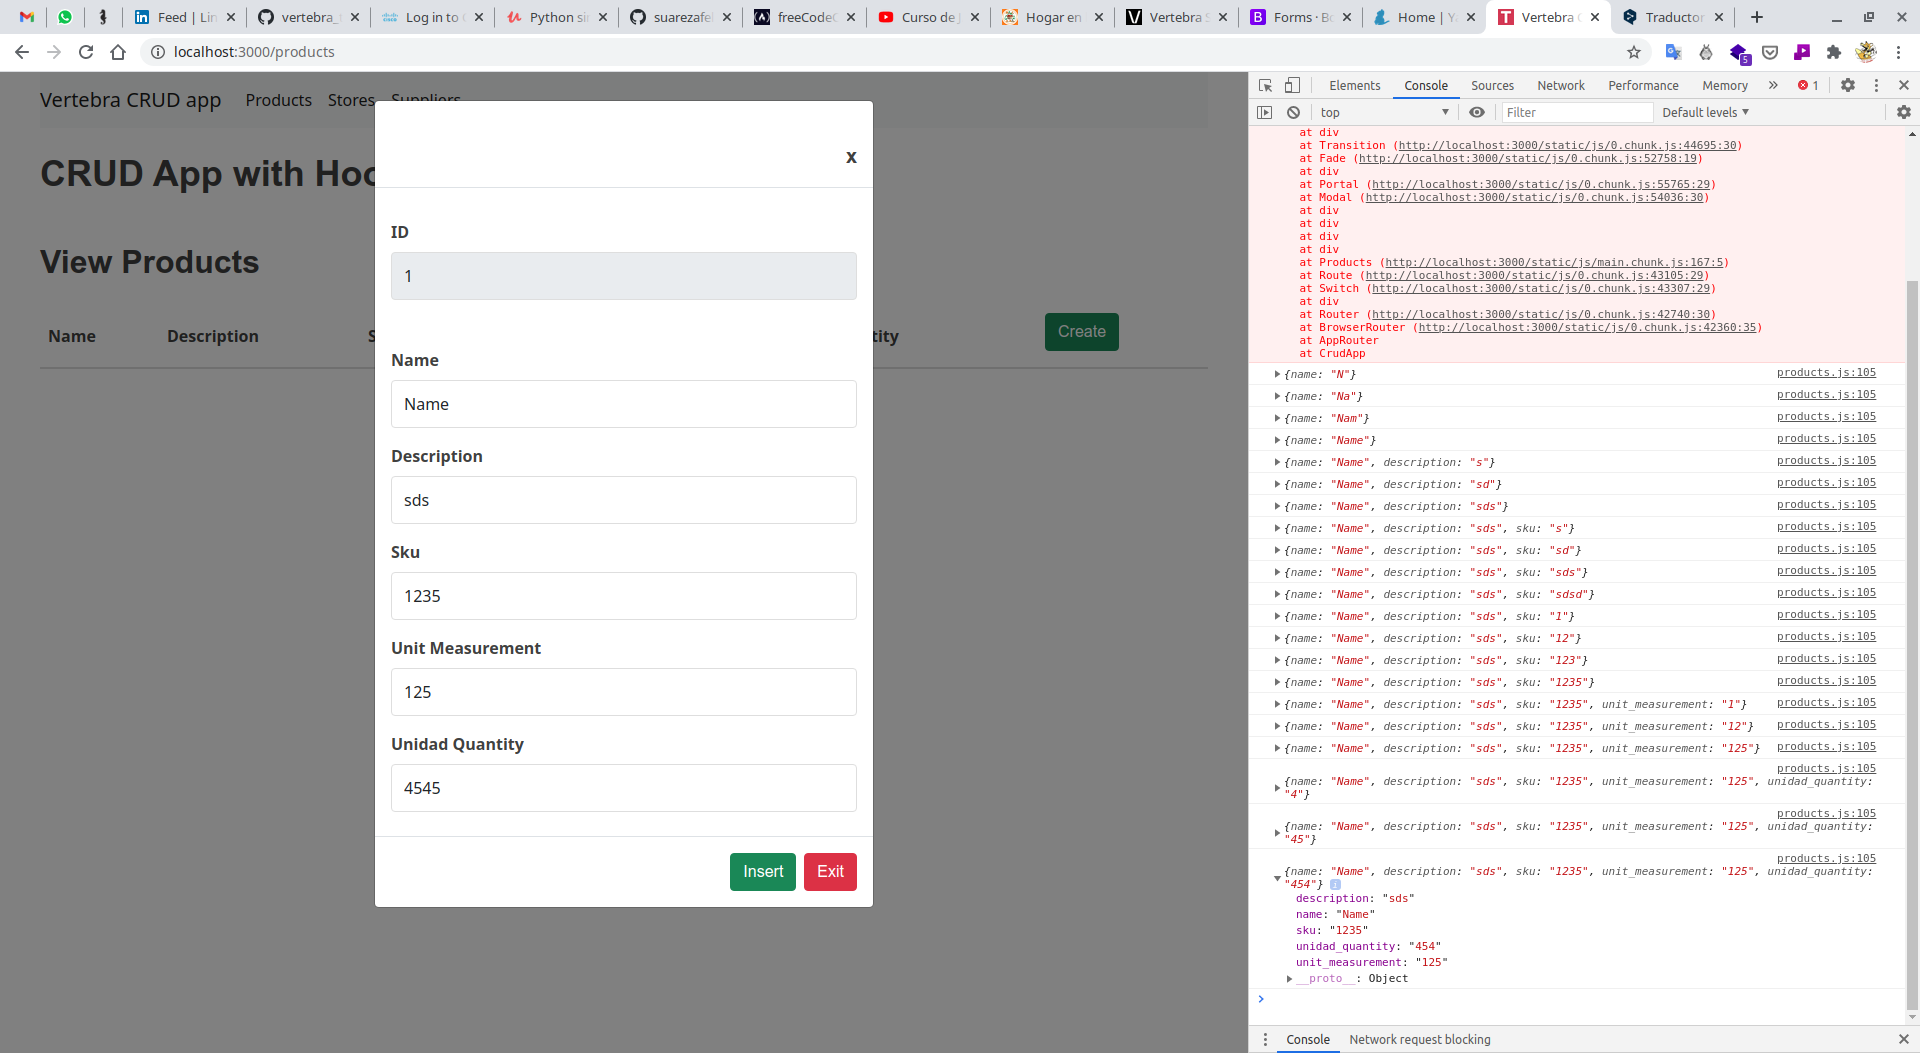 Feed | Lin
vertebra_
Log in to
Python si
suarezafe
freeCodeC
Curso de J
Hogar en
Vertebra S
Forms · Bo
Home | Ya
Vertebra C
Traductor
localhost:3000/products
5
Vertebra CRUD app
Products
Stores
Suppliers
CRUD App with Hoo
View Products
Name
Description
S
tity
Create
x
ID
1
Name
Name
Description
sds
Sku
1235
Unit Measurement
125
Unidad Quantity
4545
Insert
Exit
Elements
Console
Sources
Network
Performance
Memory
1
top
Filter
Default levels
at div
at Transition (http://localhost:3000/static/js/0.chunk.js:44695:30)
at Fade (http://localhost:3000/static/js/0.chunk.js:52758:19)
at div
at Portal (http://localhost:3000/static/js/0.chunk.js:55765:29)
at Modal (http://localhost:3000/static/js/0.chunk.js:54036:30)
at div
at div
at div
at div
at Products (http://localhost:3000/static/js/main.chunk.js:167:5)
at Route (http://localhost:3000/static/js/0.chunk.js:43105:29)
at Switch (http://localhost:3000/static/js/0.chunk.js:43307:29)
at div
at Router (http://localhost:3000/static/js/0.chunk.js:42740:30)
at BrowserRouter (http://localhost:3000/static/js/0.chunk.js:42360:35)
at AppRouter
at CrudApp
{name: "N"} products.js:105
{name: "Na"} products.js:105
{name: "Nam"} products.js:105
{name: "Name"} products.js:105
{name: "Name", description: "s"} products.js:105
{name: "Name", description: "sd"} products.js:105
{name: "Name", description: "sds"} products.js:105
{name: "Name", description: "sds", sku: "s"} products.js:105
{name: "Name", description: "sds", sku: "sd"} products.js:105
{name: "Name", description: "sds", sku: "sds"} products.js:105
{name: "Name", description: "sds", sku: "sdsd"} products.js:105
{name: "Name", description: "sds", sku: "1"} products.js:105
{name: "Name", description: "sds", sku: "12"} products.js:105
{name: "Name", description: "sds", sku: "123"} products.js:105
{name: "Name", description: "sds", sku: "1235"} products.js:105
{name: "Name", description: "sds", sku: "1235", unit_measurement: "1"} products.js:105
{name: "Name", description: "sds", sku: "1235", unit_measurement: "12"} products.js:105
{name: "Name", description: "sds", sku: "1235", unit_measurement: "125"} products.js:105
products.js:105
{name: "Name", description: "sds", sku: "1235", unit_measurement: "125", unidad_quantity:
"4"}
products.js:105
{name: "Name", description: "sds", sku: "1235", unit_measurement: "125", unidad_quantity:
"45"}
products.js:105
{name: "Name", description: "sds", sku: "1235", unit_measurement: "125", unidad_quantity:
"454"} i
description: "sds"
name: "Name"
sku: "1235"
unidad_quantity: "454"
unit_measurement: "125"
__proto__: Object
Console
Network request blocking